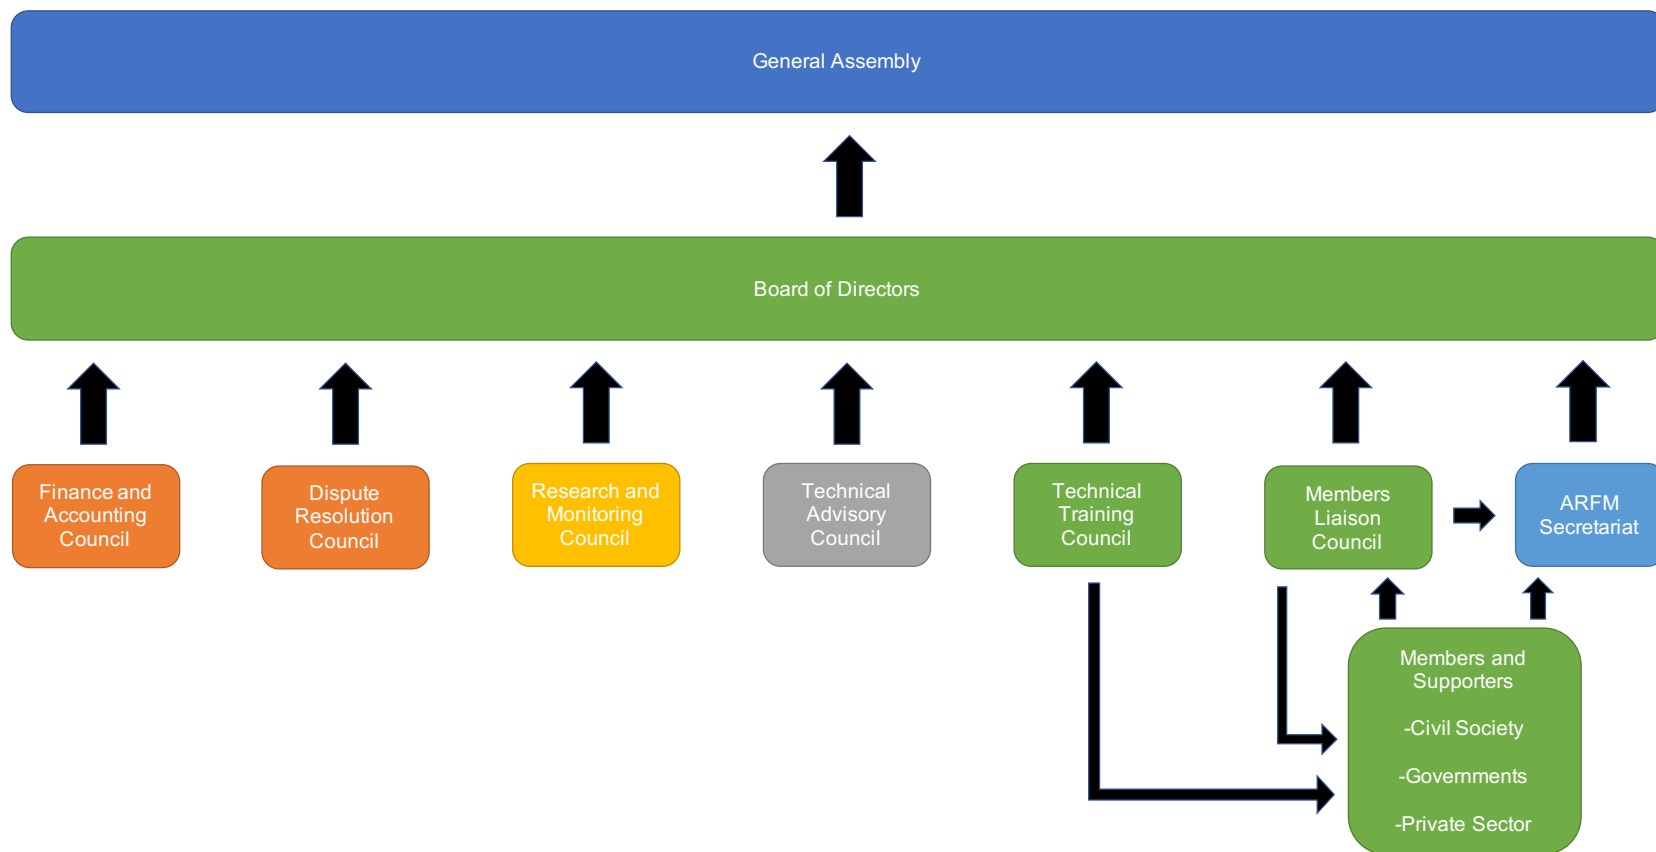 General Assembly
Board of Directors
Finance and
Accounting
Council
Dispute
Resolution
Council
Research and
Monitoring
Council
Technical
Advisory
Council
Technical
Training
Council
Members
Liaison
Council
ARFM
Secretariat
Members and
Supporters
-Civil Society
-Governments
-Private Sector